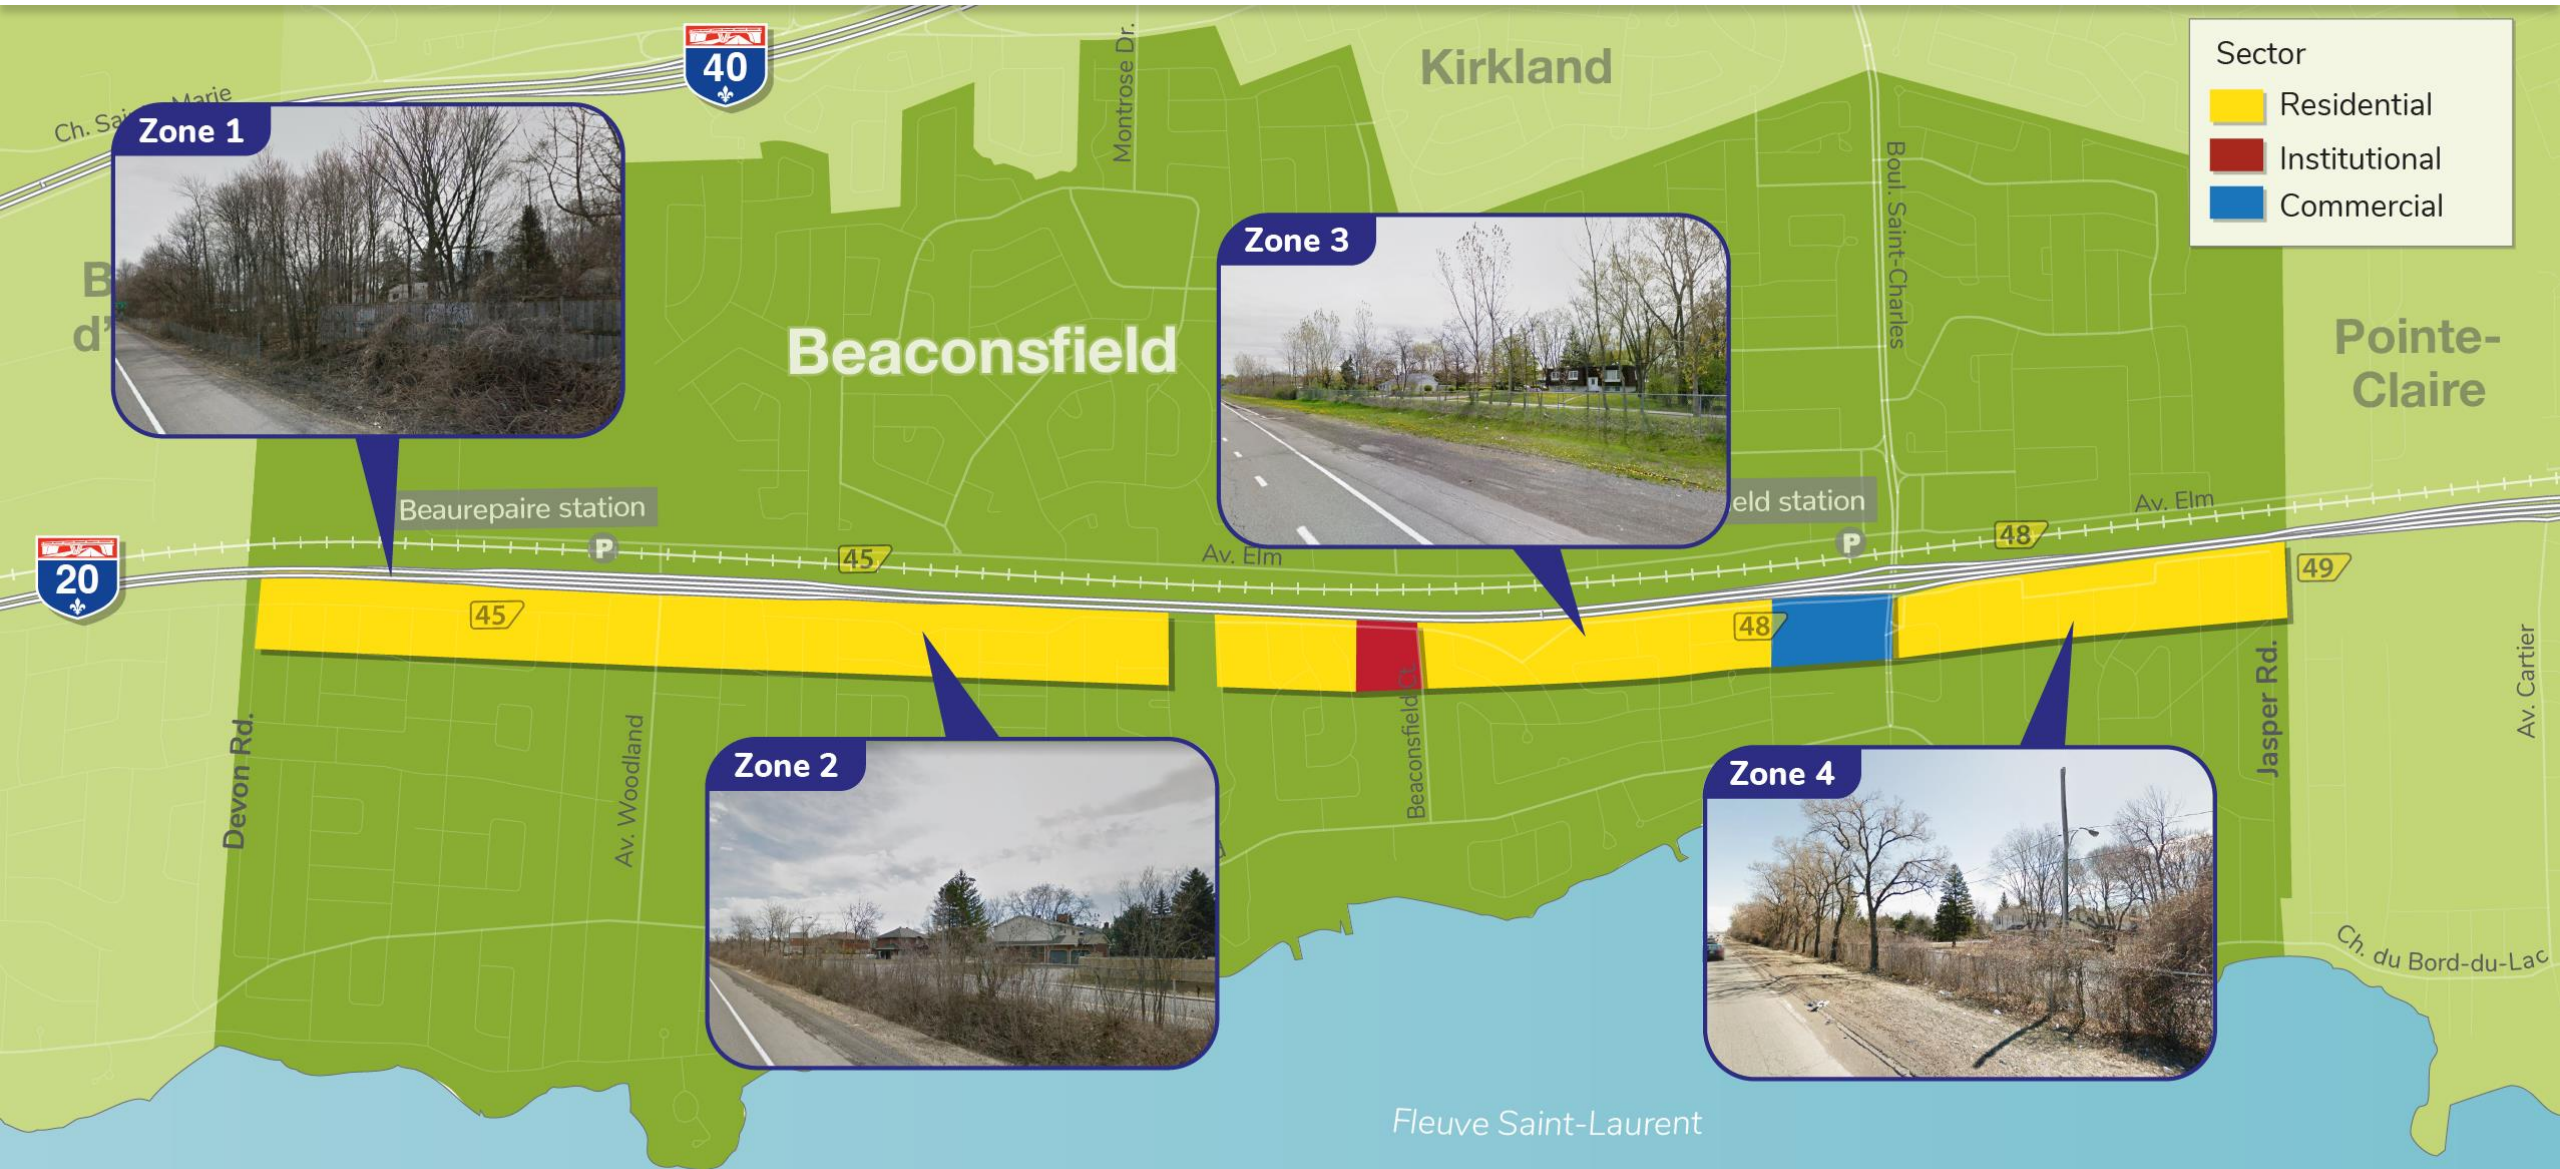 40
Montrose Dr.
Kirkland
Sector
Residential
Institutional
Commercial
Ch.
Marie
Zone 1
Boul. Saint-Charles
Zone 3
B
d'
Beaconsfield
Pointe-
Claire
Beaurepaire station
eld station
P
P
Av. Elm
48
45
Av. Elm
20
49
45
48
Devon Rd.
Av. Woodland
Beaconsfield Ct.
Jasper Rd.
Av. Cartier
Zone 2
Zone 4
Ch. du Bord-du-Lac
Fleuve Saint-Laurent